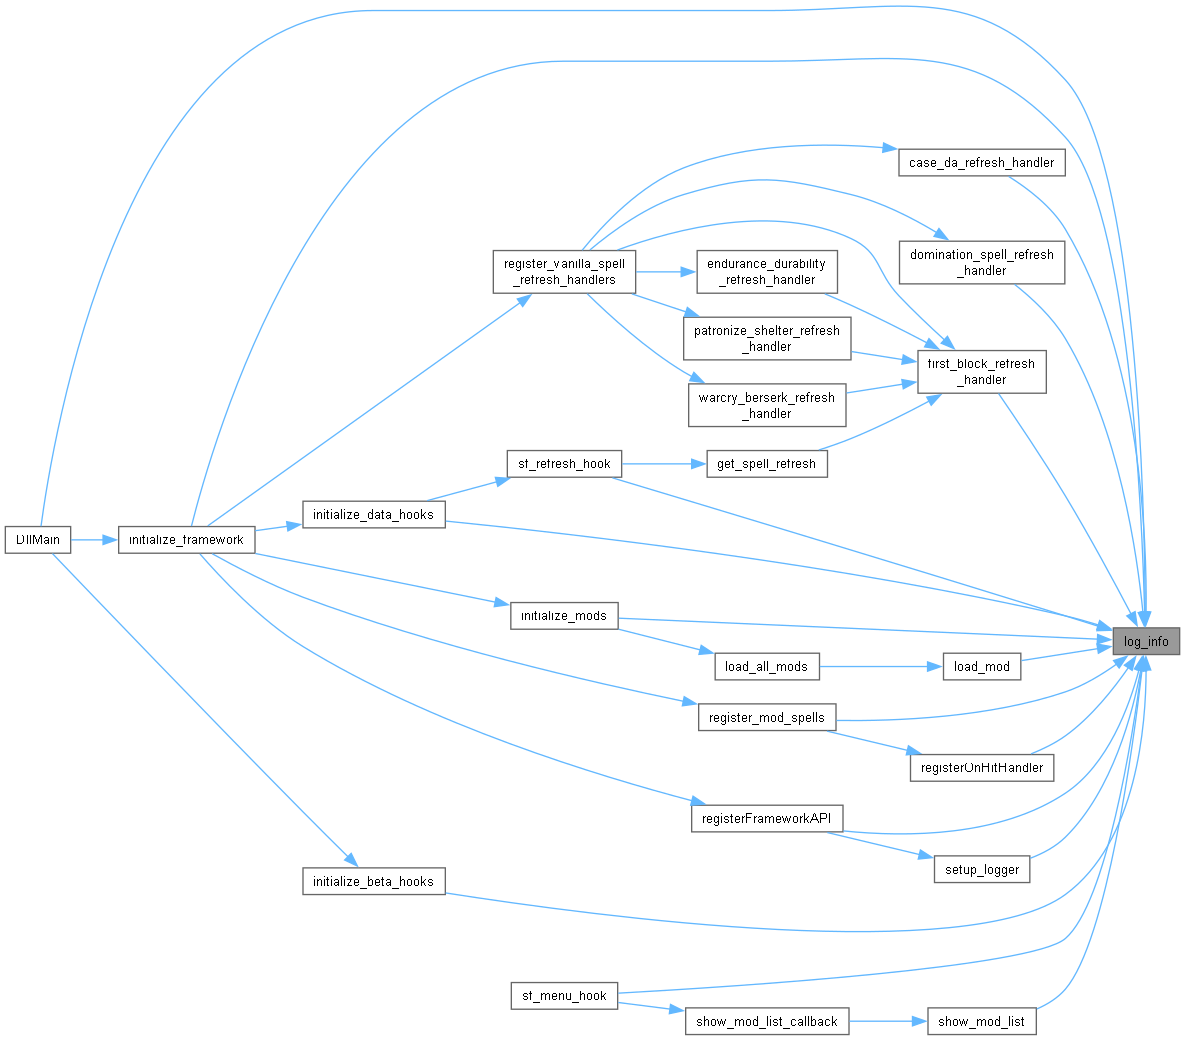 case_da_refresh_handler
domination_spell_refresh
_handler
register_vanilla_spell
_refresh_handlers
endurance_durability
_refresh_handler
patronize_shelter_refresh
_handler
first_block_refresh
_handler
warcry_berserk_refresh
_handler
st_refresh_hook
get_spell_refresh
initialize_data_hooks
DllMain
initialize_framework
initialize_mods
log_info
load_all_mods
load_mod
register_mod_spells
registerOnHitHandler
registerFrameworkAPI
setup_logger
initialize_beta_hooks
st_menu_hook
show_mod_list_callback
show_mod_list